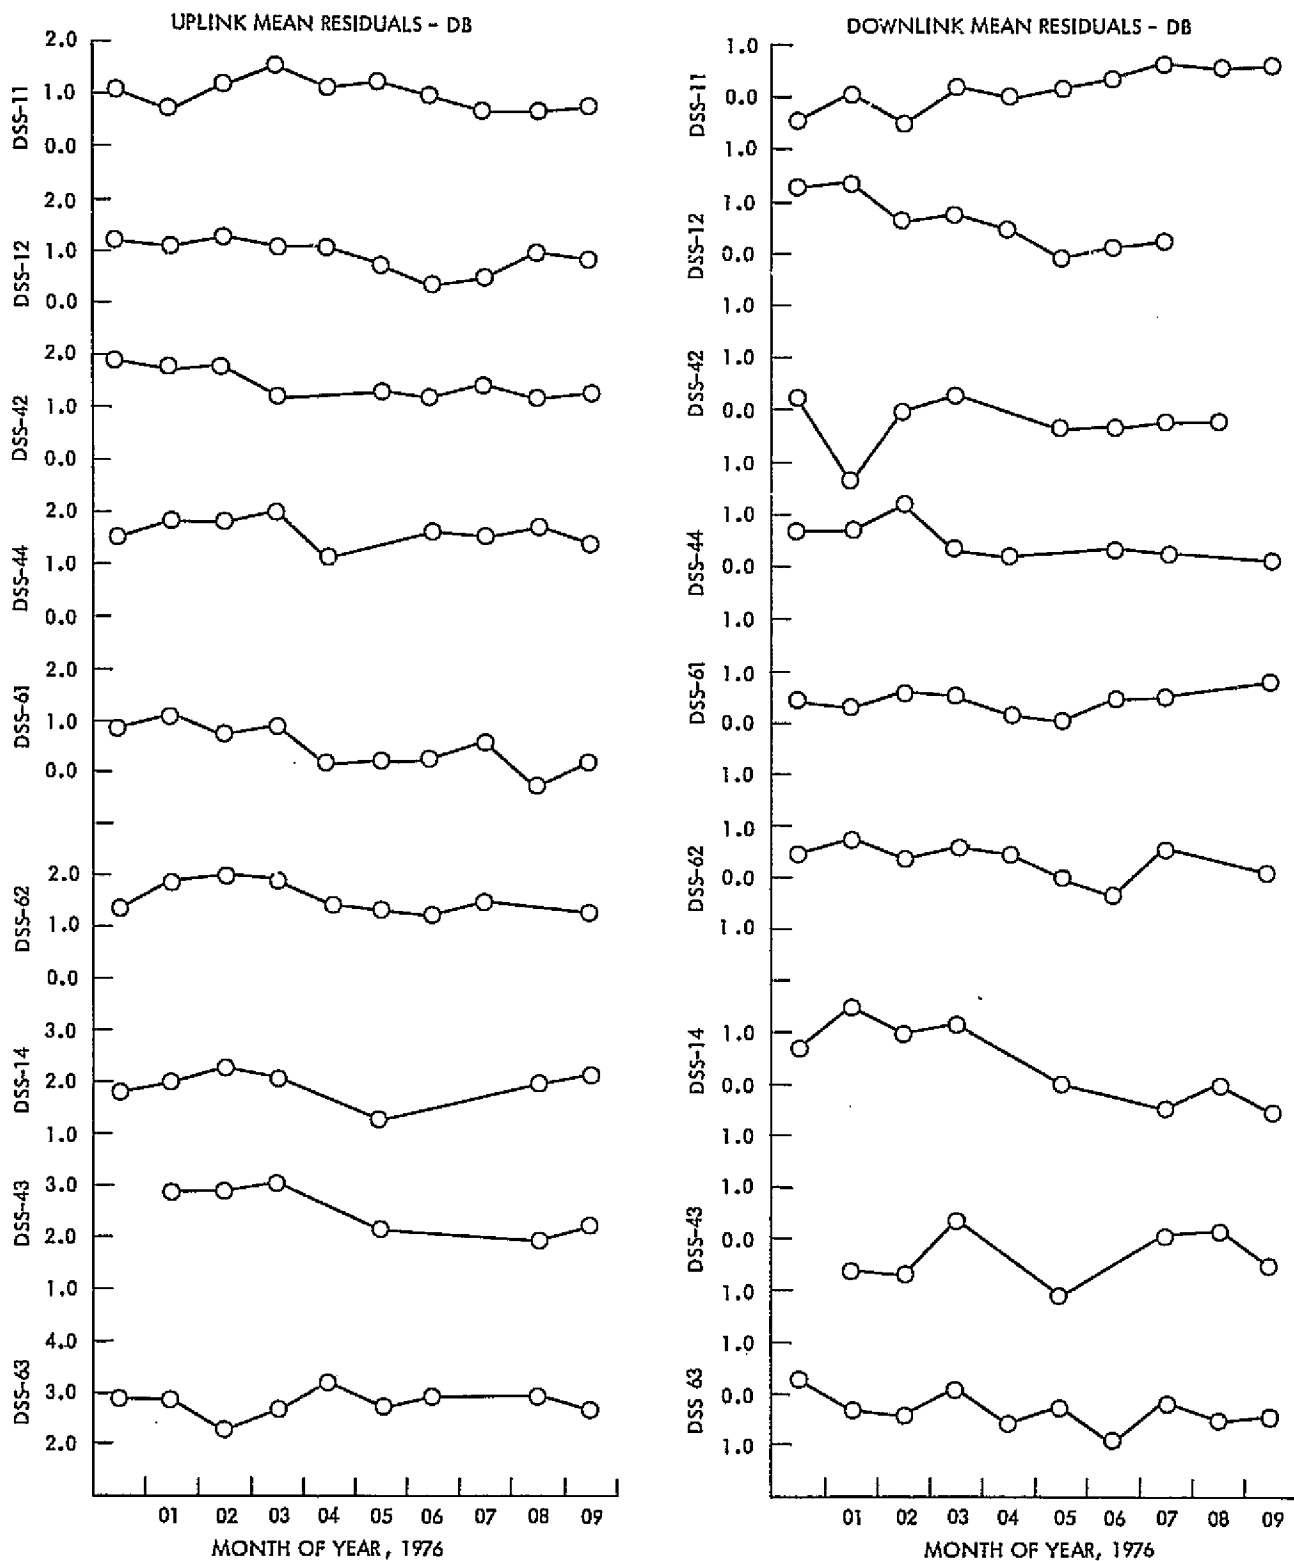 UPLINK MEAN RESIDUALS - DB
DSS-11
2.0
1.0
0.0
DSS-12
2.0
1.0
0.0
DSS-42
2.0
1.0
0.0
DSS-44
2.0
1.0
0.0
DSS-61
2.0
1.0
0.0
DSS-62
2.0
1.0
0.0
DSS-14
3.0
2.0
1.0
DSS-43
3.0
2.0
1.0
DSS-63
4.0
3.0
2.0
01 02 03 04 05 06 07 08 09
MONTH OF YEAR, 1976
DOWNLINK MEAN RESIDUALS - DB
DSS-11
1.0
0.0
1.0
DSS-12
1.0
0.0
1.0
DSS-42
1.0
0.0
1.0
DSS-44
1.0
0.0
1.0
DSS-61
1.0
0.0
1.0
DSS-62
1.0
0.0
1.0
DSS-14
1.0
0.0
1.0
DSS-43
1.0
0.0
1.0
DSS 63
1.0
0.0
1.0
01 02 03 04 05 06 07 08 09
MONTH OF YEAR, 1976